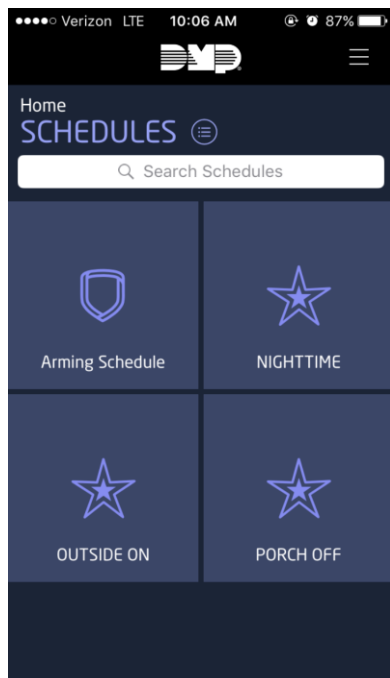 Verizon LTE 10:06 AM 87%
DMP
Home
SCHEDULES
Search Schedules
Arming Schedule NIGHTTIME
OUTSIDE ON PORCH OFF